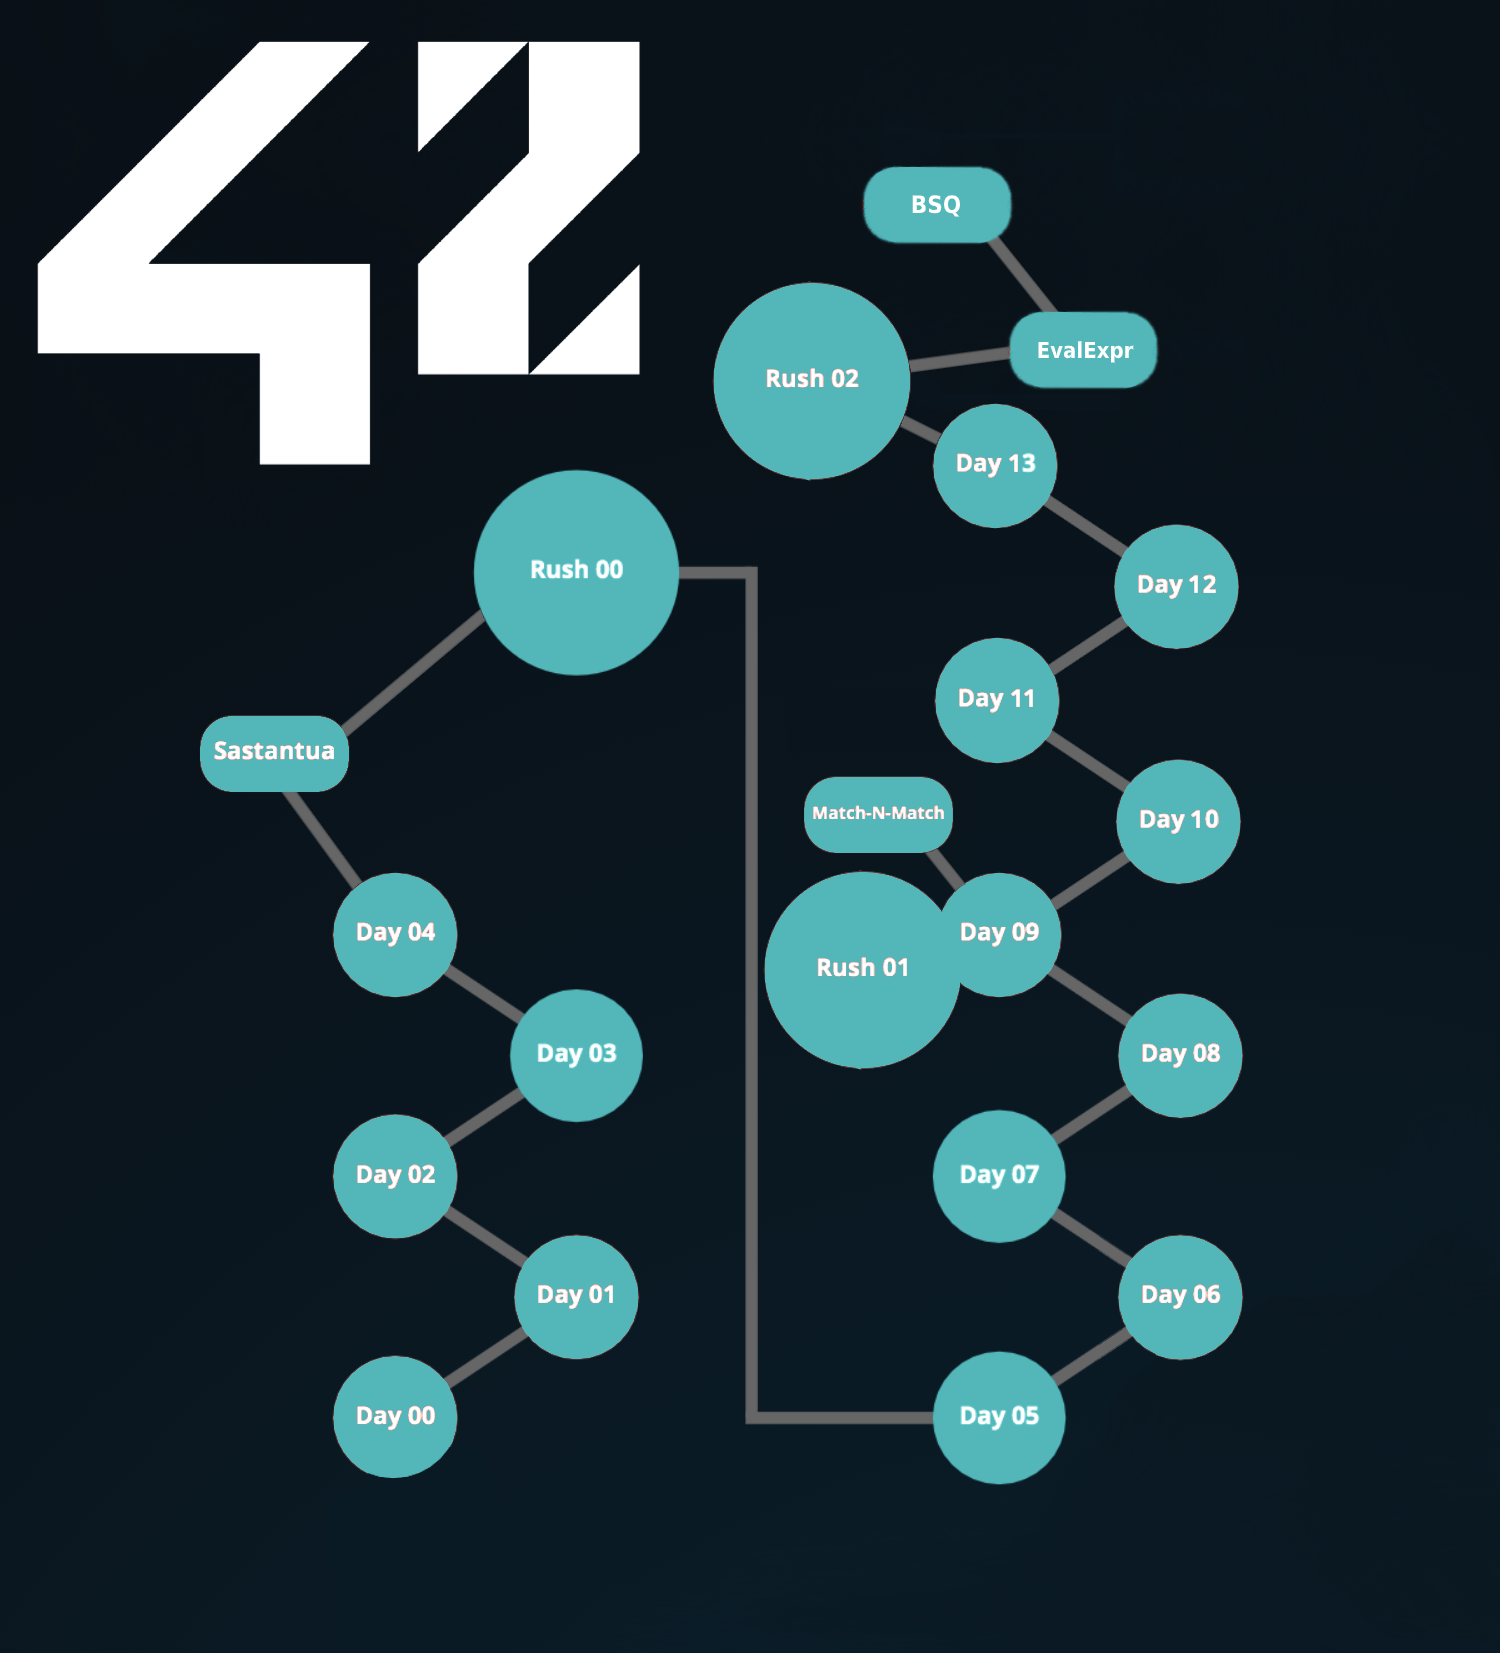 42
BSQ
EvalExpr
Rush 02
Day 13
Rush 00
Day 12
Day 11
Sastantua
Match-N-Match
Day 10
Day 04
Day 09
Rush 01
Day 03
Day 08
Day 02
Day 07
Day 01
Day 06
Day 00
Day 05